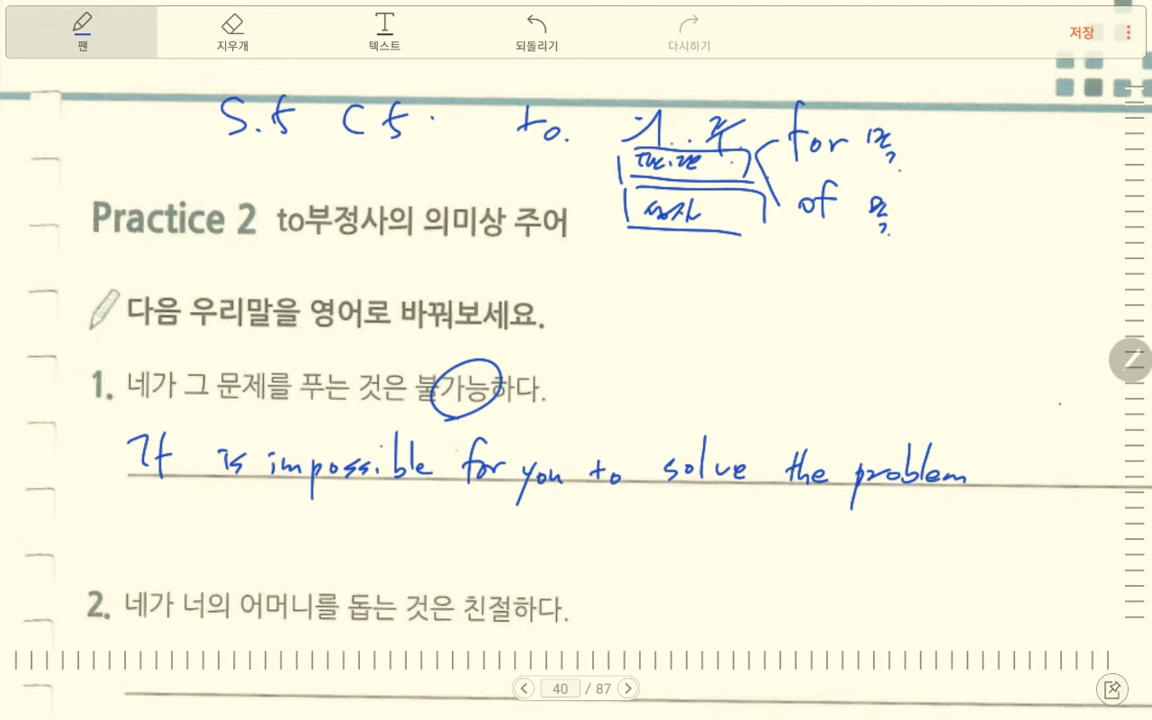 펜 지우개 텍스트 되돌리기 다시하기 저장
to. for
of
Practice 2 to부정사의 의미상 주어
다음 우리말을 영어로 바꿔보세요.
1. 네가 그 문제를 푸는 것은 불가능하다.
It is impossible for you to solve the problem
2. 네가 너의 어머니를 돕는 것은 친절하다.
40 / 87